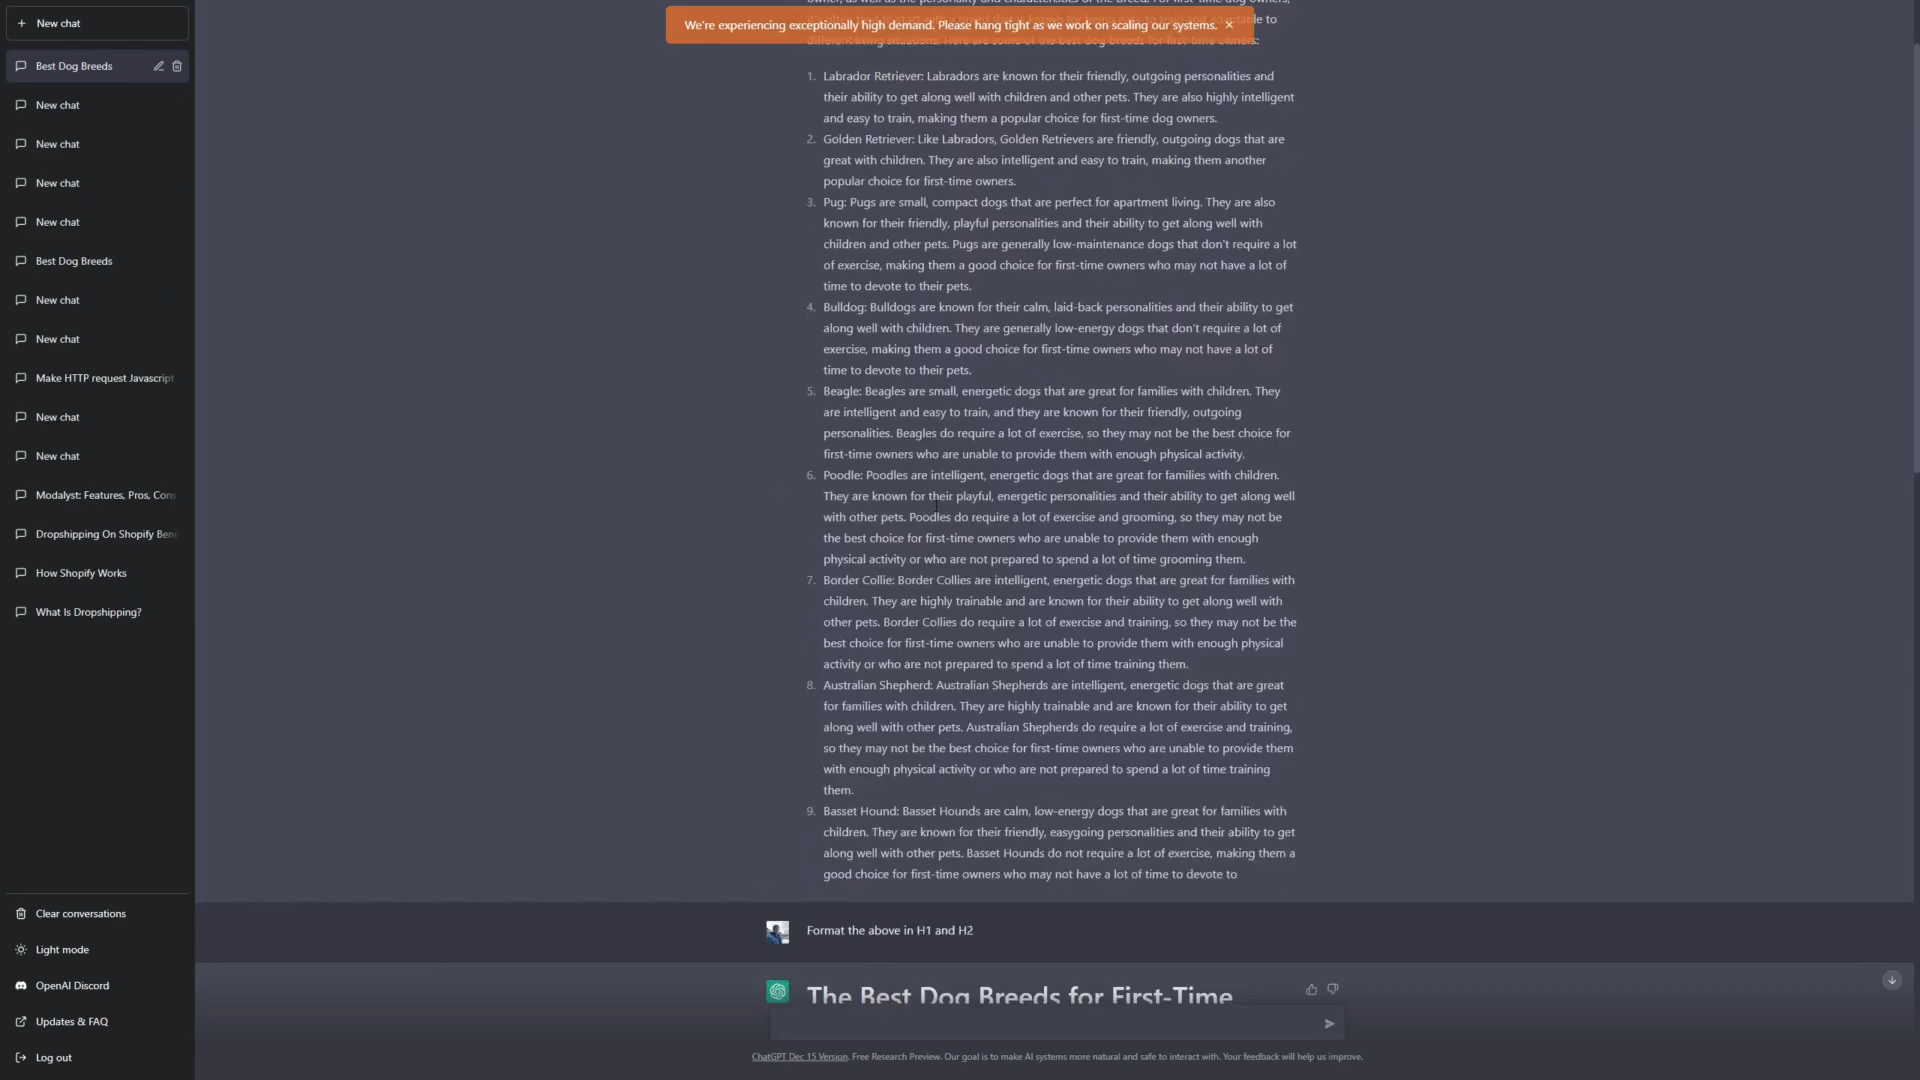 New chat
Best Dog Breeds
New chat
New chat
New chat
New chat
Best Dog Breeds
New chat
New chat
Make HTTP request Javascript
New chat
New chat
Modalyst: Features, Pros, Cons
Dropshipping On Shopify Bene
How Shopify Works
What Is Dropshipping?
Clear conversations
Light mode
OpenAI Discord
Updates & FAQ
Log out
We're experiencing exceptionally high demand. Please hang tight as we work on scaling our systems.
different living situations. Here are some of the best dog breeds for first-time owners:
1. Labrador Retriever: Labradors are known for their friendly, outgoing personalities and
their ability to get along well with children and other pets. They are also highly intelligent
and easy to train, making them a popular choice for first-time dog owners.
2. Golden Retriever: Like Labradors, Golden Retrievers are friendly, outgoing dogs that are
great with children. They are also intelligent and easy to train, making them another
popular choice for first-time owners.
3. Pug: Pugs are small, compact dogs that are perfect for apartment living. They are also
known for their friendly, playful personalities and their ability to get along well with
children and other pets. Pugs are generally low-maintenance dogs that don't require a lot
of exercise, making them a good choice for first-time owners who may not have a lot of
time to devote to their pets.
4. Bulldog: Bulldogs are known for their calm, laid-back personalities and their ability to get
along well with children. They are generally low-energy dogs that don't require a lot of
exercise, making them a good choice for first-time owners who may not have a lot of
time to devote to their pets.
5. Beagle: Beagles are small, energetic dogs that are great for families with children. They
are intelligent and easy to train, and they are known for their friendly, outgoing
personalities. Beagles do require a lot of exercise, so they may not be the best choice for
first-time owners who are unable to provide them with enough physical activity.
6. Poodle: Poodles are intelligent, energetic dogs that are great for families with children.
They are known for their playful, energetic personalities and their ability to get along well
with other pets. Poodles do require a lot of exercise and grooming, so they may not be
the best choice for first-time owners who are unable to provide them with enough
physical activity or who are not prepared to spend a lot of time grooming them.
7. Border Collie: Border Collies are intelligent, energetic dogs that are great for families with
children. They are highly trainable and are known for their ability to get along well with
other pets. Border Collies do require a lot of exercise and training, so they may not be the
best choice for first-time owners who are unable to provide them with enough physical
activity or who are not prepared to spend a lot of time training them.
8. Australian Shepherd: Australian Shepherds are intelligent, energetic dogs that are great
for families with children. They are highly trainable and are known for their ability to get
along well with other pets. Australian Shepherds do require a lot of exercise and training,
so they may not be the best choice for first-time owners who are unable to provide them
with enough physical activity or who are not prepared to spend a lot of time training
them.
9. Basset Hound: Basset Hounds are calm, low-energy dogs that are great for families with
children. They are known for their friendly, easygoing personalities and their ability to get
along well with other pets. Basset Hounds do not require a lot of exercise, making them a
good choice for first-time owners who may not have a lot of time to devote to
Format the above in H1 and H2
The Best Dog Breeds for First-Time
ChatGPT Dec 15 Version. Free Research Preview. Our goal is to make AI systems more natural and safe to interact with. Your feedback will help us improve.